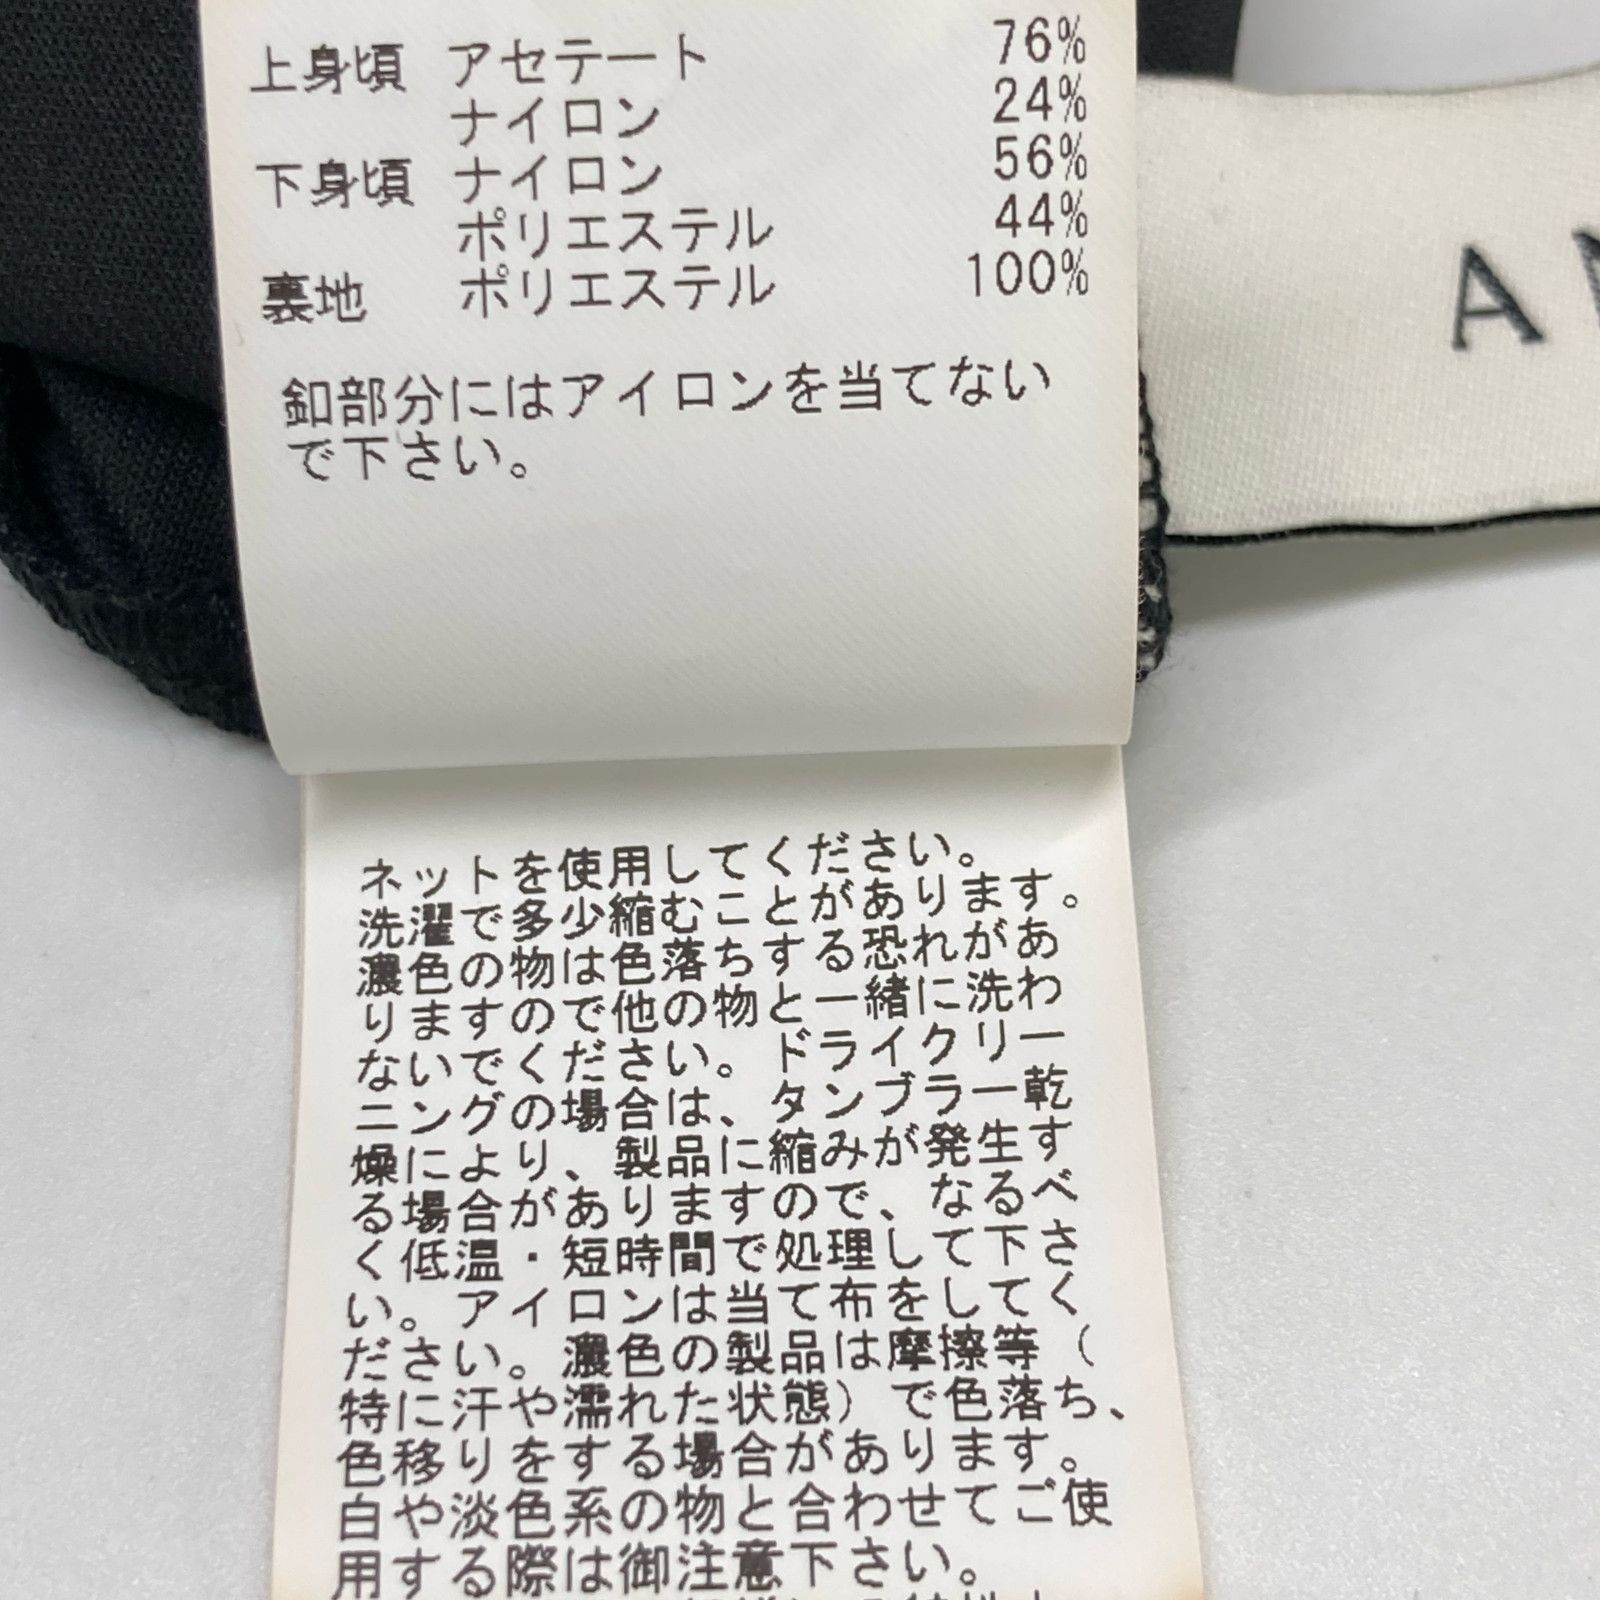 上身頃 アセテート 76%
ナイロン 24%
下身頃 ナイロン 56%
ポリエステル 44%
裏地 ポリエステル 100%
釦部分にはアイロンを当てない
で下さい。
A
ネットを使用してください。
洗濯で多少縮むことがあります。
濃色の物は色落ちする恐れがあ
りますので他の物と一緒に洗わ
ないでください。ドライクリー
ニングの場合は、タンブラー乾
燥により、製品に縮みが発生す
る場合がありますので、なるべ
く低温・短時間で処理して下さ
い。アイロンは当て布をしてく
ださい。濃色の製品は摩擦等（
特に汗や濡れた状態）で色落ち、
色移りをする場合があります。
白や淡色系の物と合わせてご使
用する際は御注意下さい。